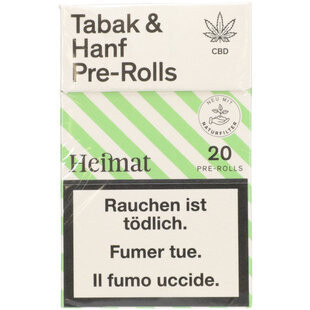 Tabak &
Hanf
Pre-Rolls
CBD
NEU MIT
NATURFILTER
Heimat
20
PRE-ROLLS
Rauchen ist
tödlich.
Fumer tue.
Il fumo uccide.